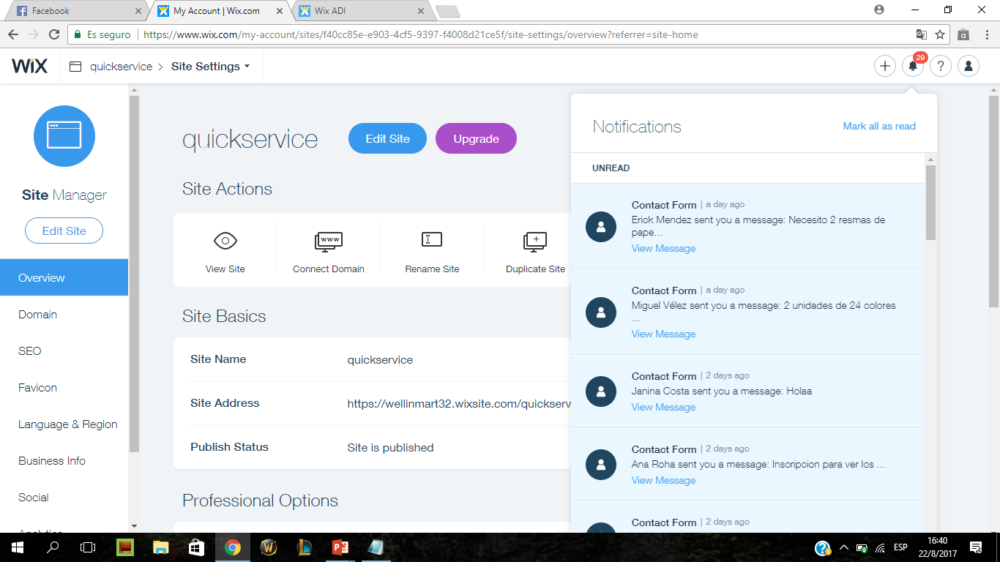 Facebook
My Account | Wix.com
Wix ADI
Es seguro
https://www.wix.com/my-account/sites/f40cc85e-e903-4cf5-9397-f4008d21ce5f/site-settings/overview?referrer=site-home
WiX
quickservice > Site Settings
29
?
Site Manager
Edit Site
Overview
Domain
SEO
Favicon
Language & Region
Business Info
Social
Analytics
quickservice
Edit Site
Upgrade
Site Actions
www
View Site
Connect Domain
Rename Site
Duplicate Site
Site Basics
Site Name
quickservice
Site Address
https://wellinmart32.wixsite.com/quickserv
Publish Status
Site is published
Professional Options
Notifications
Mark all as read
UNREAD
Contact Form | a day ago
Erick Mendez sent you a message: Necesito 2 resmas de
pape...
View Message
Contact Form | a day ago
Miguel Vélez sent you a message: 2 unidades de 24 colores
...
View Message
Contact Form | 2 days ago
Janina Costa sent you a message: Holaa
View Message
Contact Form | 2 days ago
Ana Roha sent you a message: Inscripcion para ver los ...
View Message
Contact Form | 2 days ago
ESP
16:40
22/8/2017